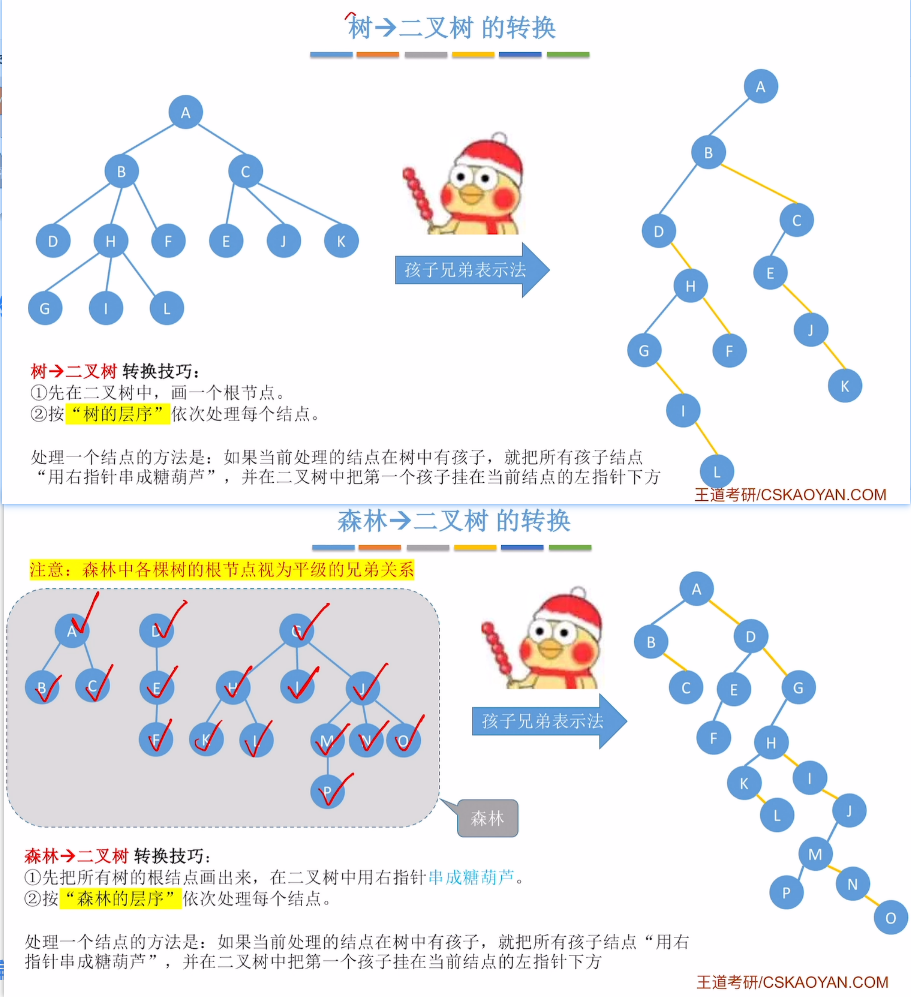 树→二叉树 的转换
A
B
C
D
H
F
E
J
K
G
I
L
孩子兄弟表示法
A
B
C
D
E
H
J
G
F
K
I
L
树→二叉树 转换技巧：
①先在二叉树中，画一个根节点。
②按“树的层序”依次处理每个结点。
处理一个结点的方法是：如果当前处理的结点在树中有孩子，就把所有孩子结点
“用右指针串成糖葫芦”，并在二叉树中把第一个孩子挂在当前结点的左指针下方
王道考研/CSKAOYAN.COM
森林→二叉树 的转换
注意：森林中各棵树的根节点视为平级的兄弟关系
A
D
G
B
C
E
H
I
J
F
K
L
M
N
O
P
森林
孩子兄弟表示法
A
B
D
C
E
G
F
H
K
I
L
J
M
P
N
O
森林→二叉树 转换技巧：
①先把所有树的根结点画出来，在二叉树中用右指针串成糖葫芦。
②按“森林的层序”依次处理每个结点。
处理一个结点的方法是：如果当前处理的结点在树中有孩子，就把所有孩子结点“用右
指针串成糖葫芦”，并在二叉树中把第一个孩子挂在当前结点的左指针下方
王道考研/CSKAOYAN.COM